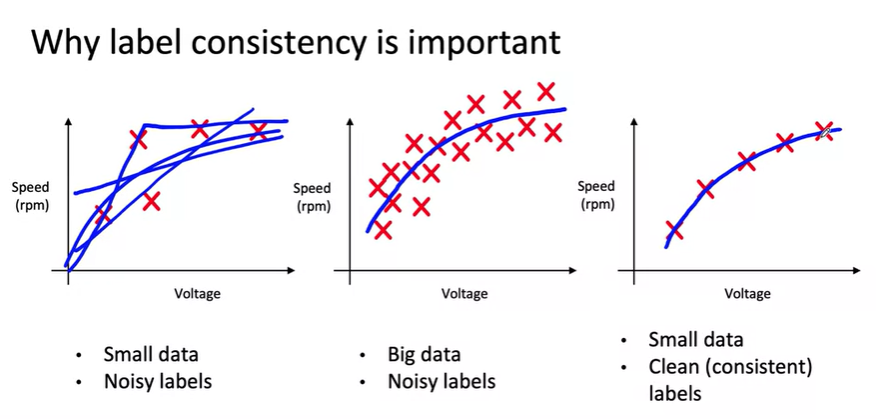 Why label consistency is important
Speed
(rpm)
Voltage
Speed
(rpm)
Voltage
Speed
(rpm)
Voltage
• Small data
• Noisy labels
• Big data
• Noisy labels
• Small data
• Clean (consistent)
labels